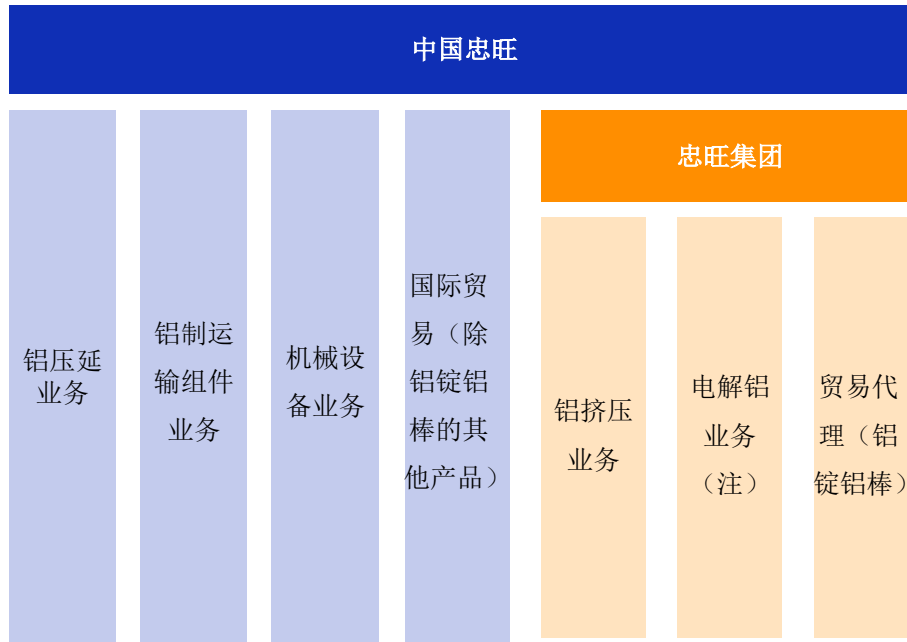 中国忠旺
忠旺集团
铝压延
业务
铝制运
输组件
业务
机械设
备业务
国际贸
易（除
铝锭铝
棒的其
他产品）
铝挤压
业务
电解铝
业务
（注）
贸易代
理（铝
锭铝棒）